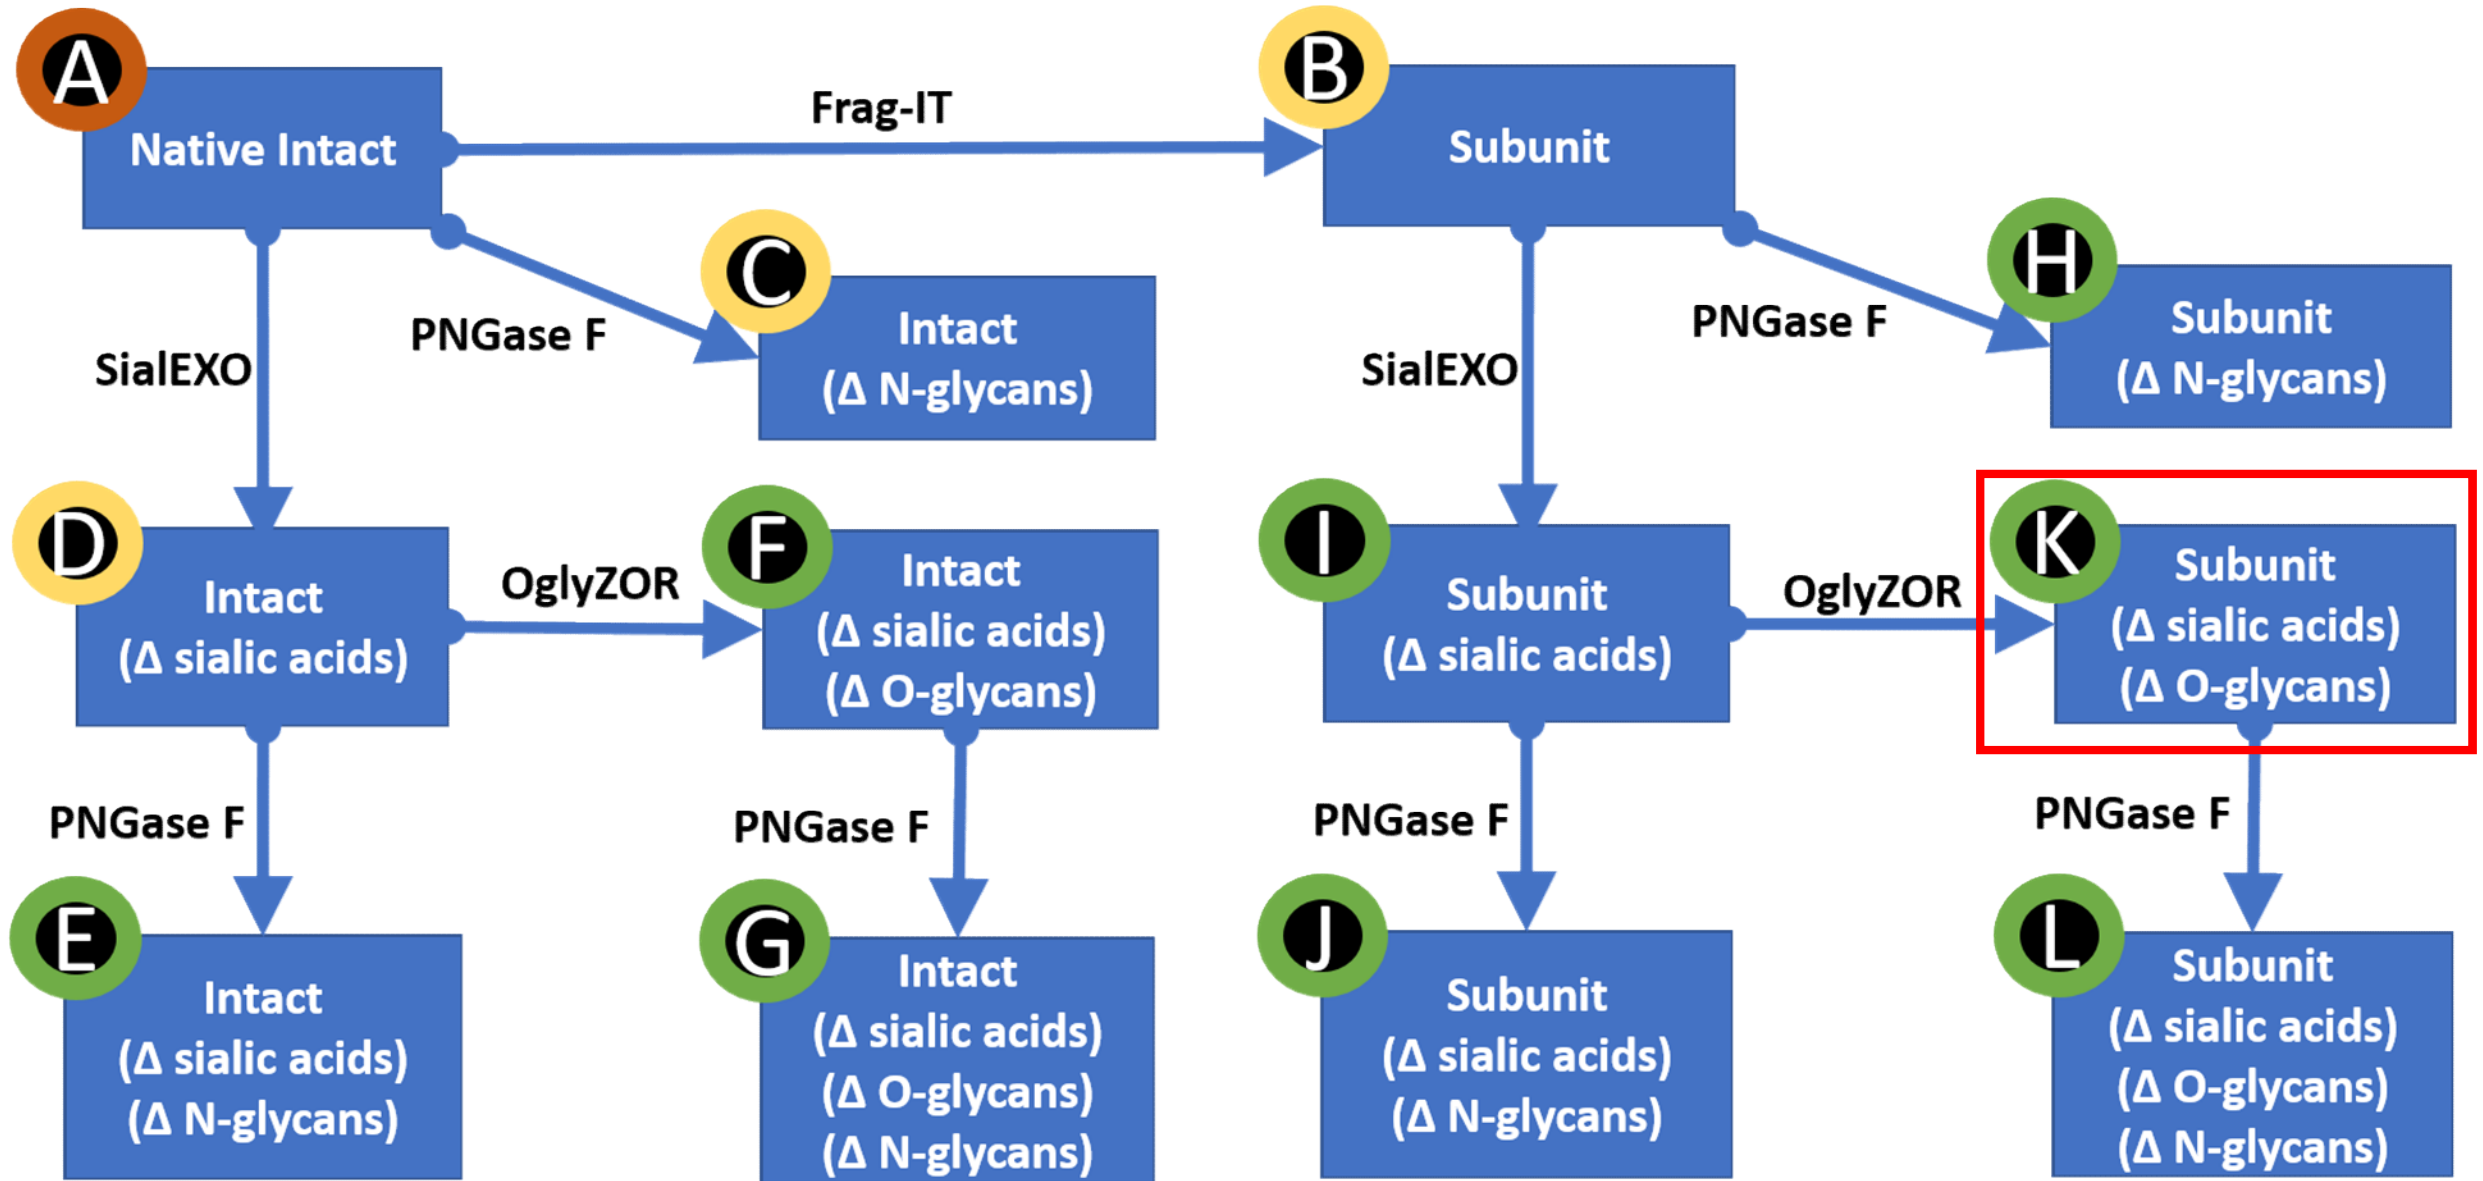 A
Native Intact
Frag-IT
B
Subunit
SialEXO
PNGase F
C
Intact
(Δ N-glycans)
SialEXO
PNGase F
H
Subunit
(Δ N-glycans)
D
Intact
(Δ sialic acids)
OglyZOR
F
Intact
(Δ sialic acids)
(Δ O-glycans)
I
Subunit
(Δ sialic acids)
OglyZOR
K
Subunit
(Δ sialic acids)
(Δ O-glycans)
PNGase F
PNGase F
PNGase F
PNGase F
E
Intact
(Δ sialic acids)
(Δ N-glycans)
G
Intact
(Δ sialic acids)
(Δ O-glycans)
(Δ N-glycans)
J
Subunit
(Δ sialic acids)
(Δ N-glycans)
L
Subunit
(Δ sialic acids)
(Δ O-glycans)
(Δ N-glycans)